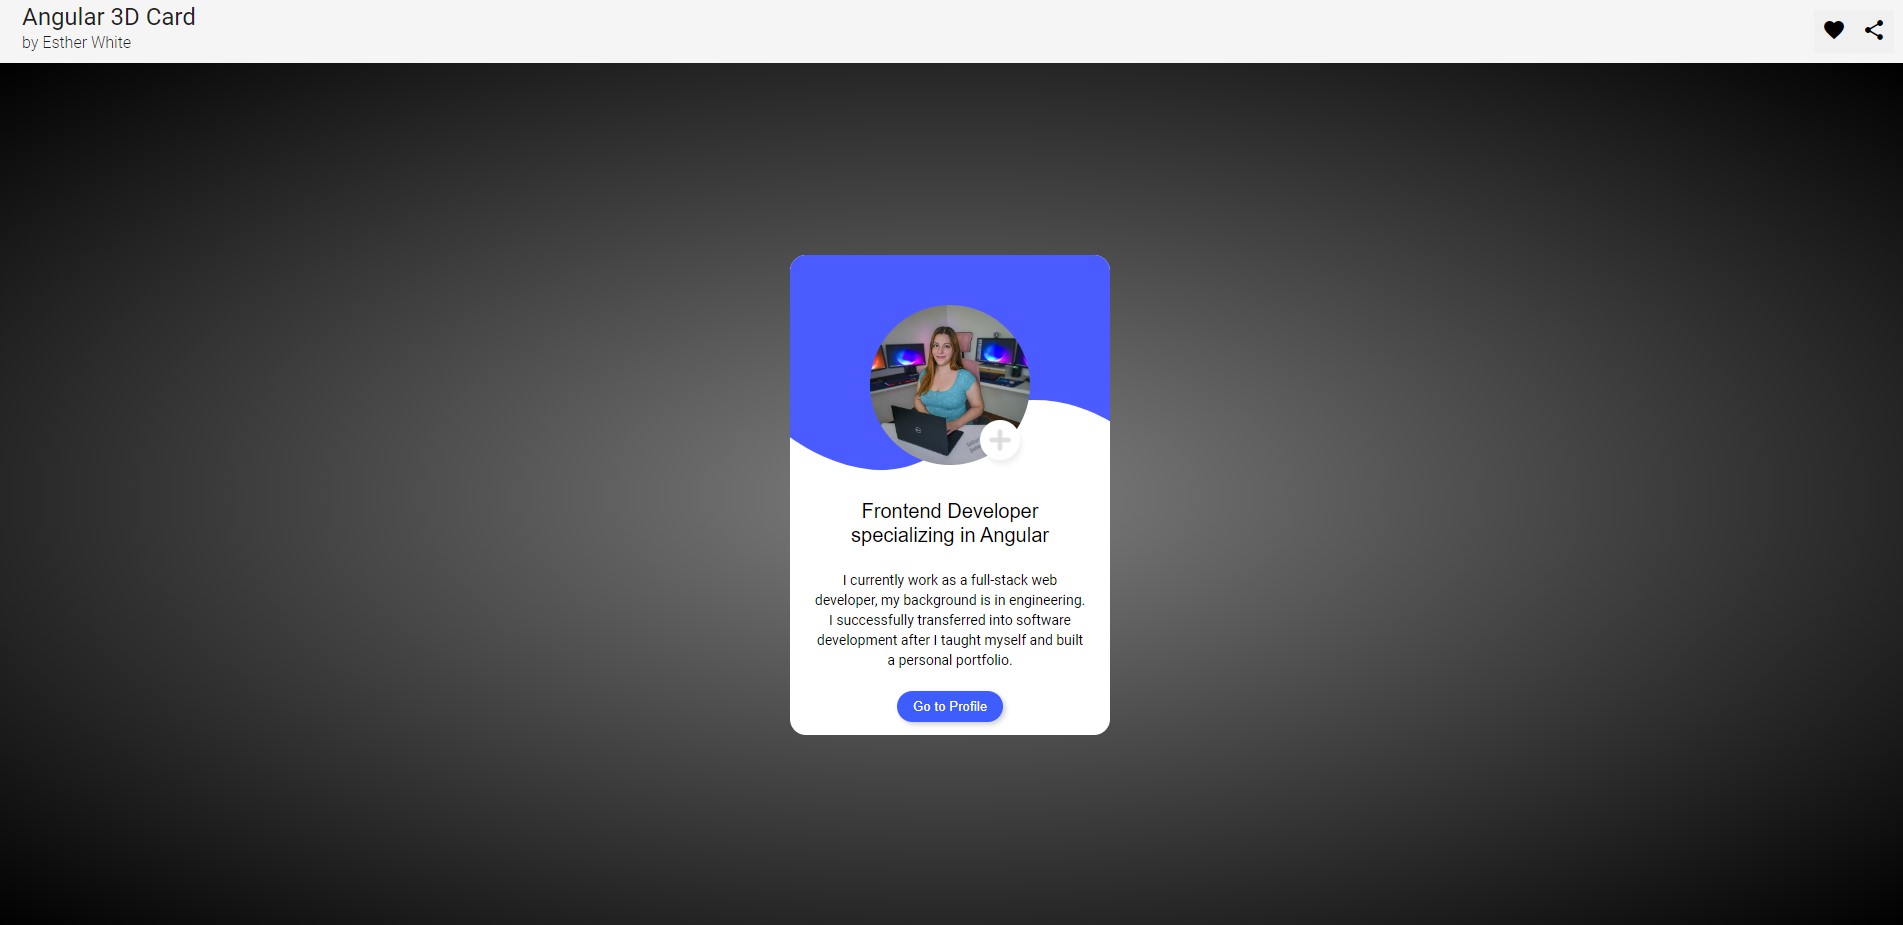 Angular 3D Card
by Esther White
Frontend Developer
specializing in Angular
I currently work as a full-stack web
developer, my background is in engineering.
I successfully transferred into software
development after I taught myself and built
a personal portfolio.
Go to Profile